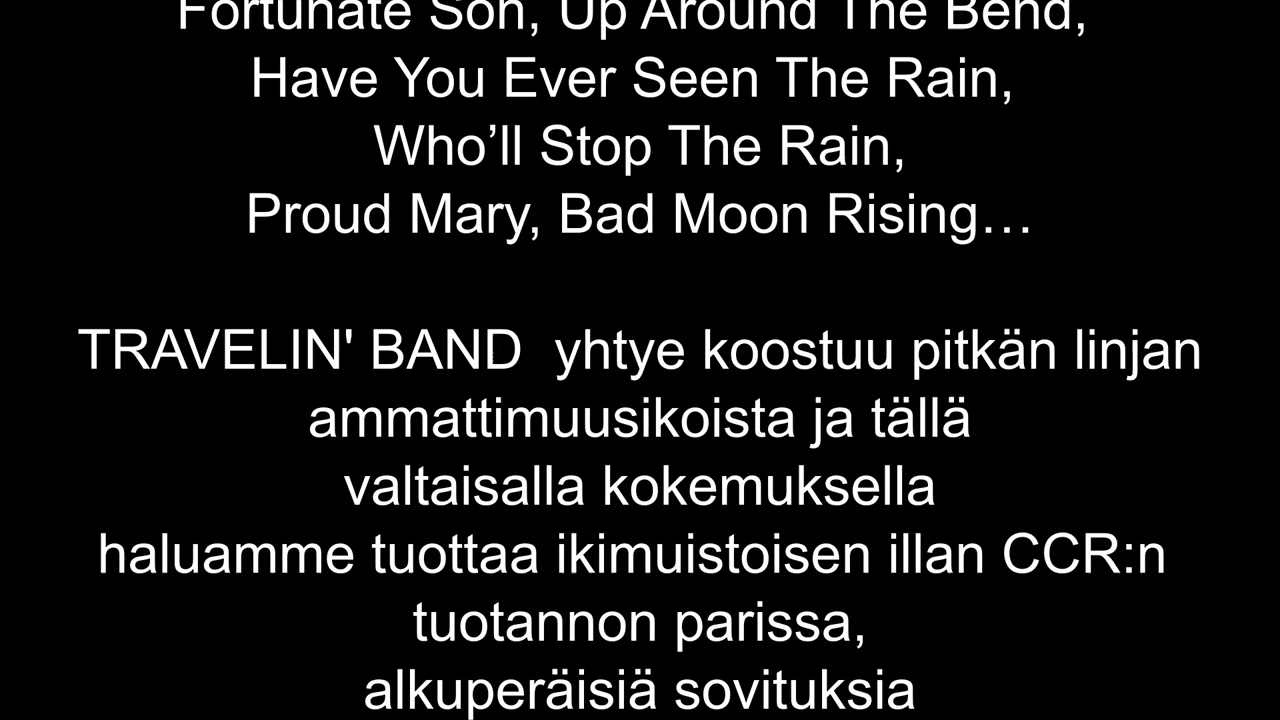 Fortunate Son, Up Around The Bend,
Have You Ever Seen The Rain,
Who’ll Stop The Rain,
Proud Mary, Bad Moon Rising…
TRAVELIN' BAND  yhtye koostuu pitkän linjan
ammattimuusikoista ja tällä
valtaisalla kokemuksella
haluamme tuottaa ikimuistoisen illan CCR:n
tuotannon parissa,
alkuperäisiä sovituksia